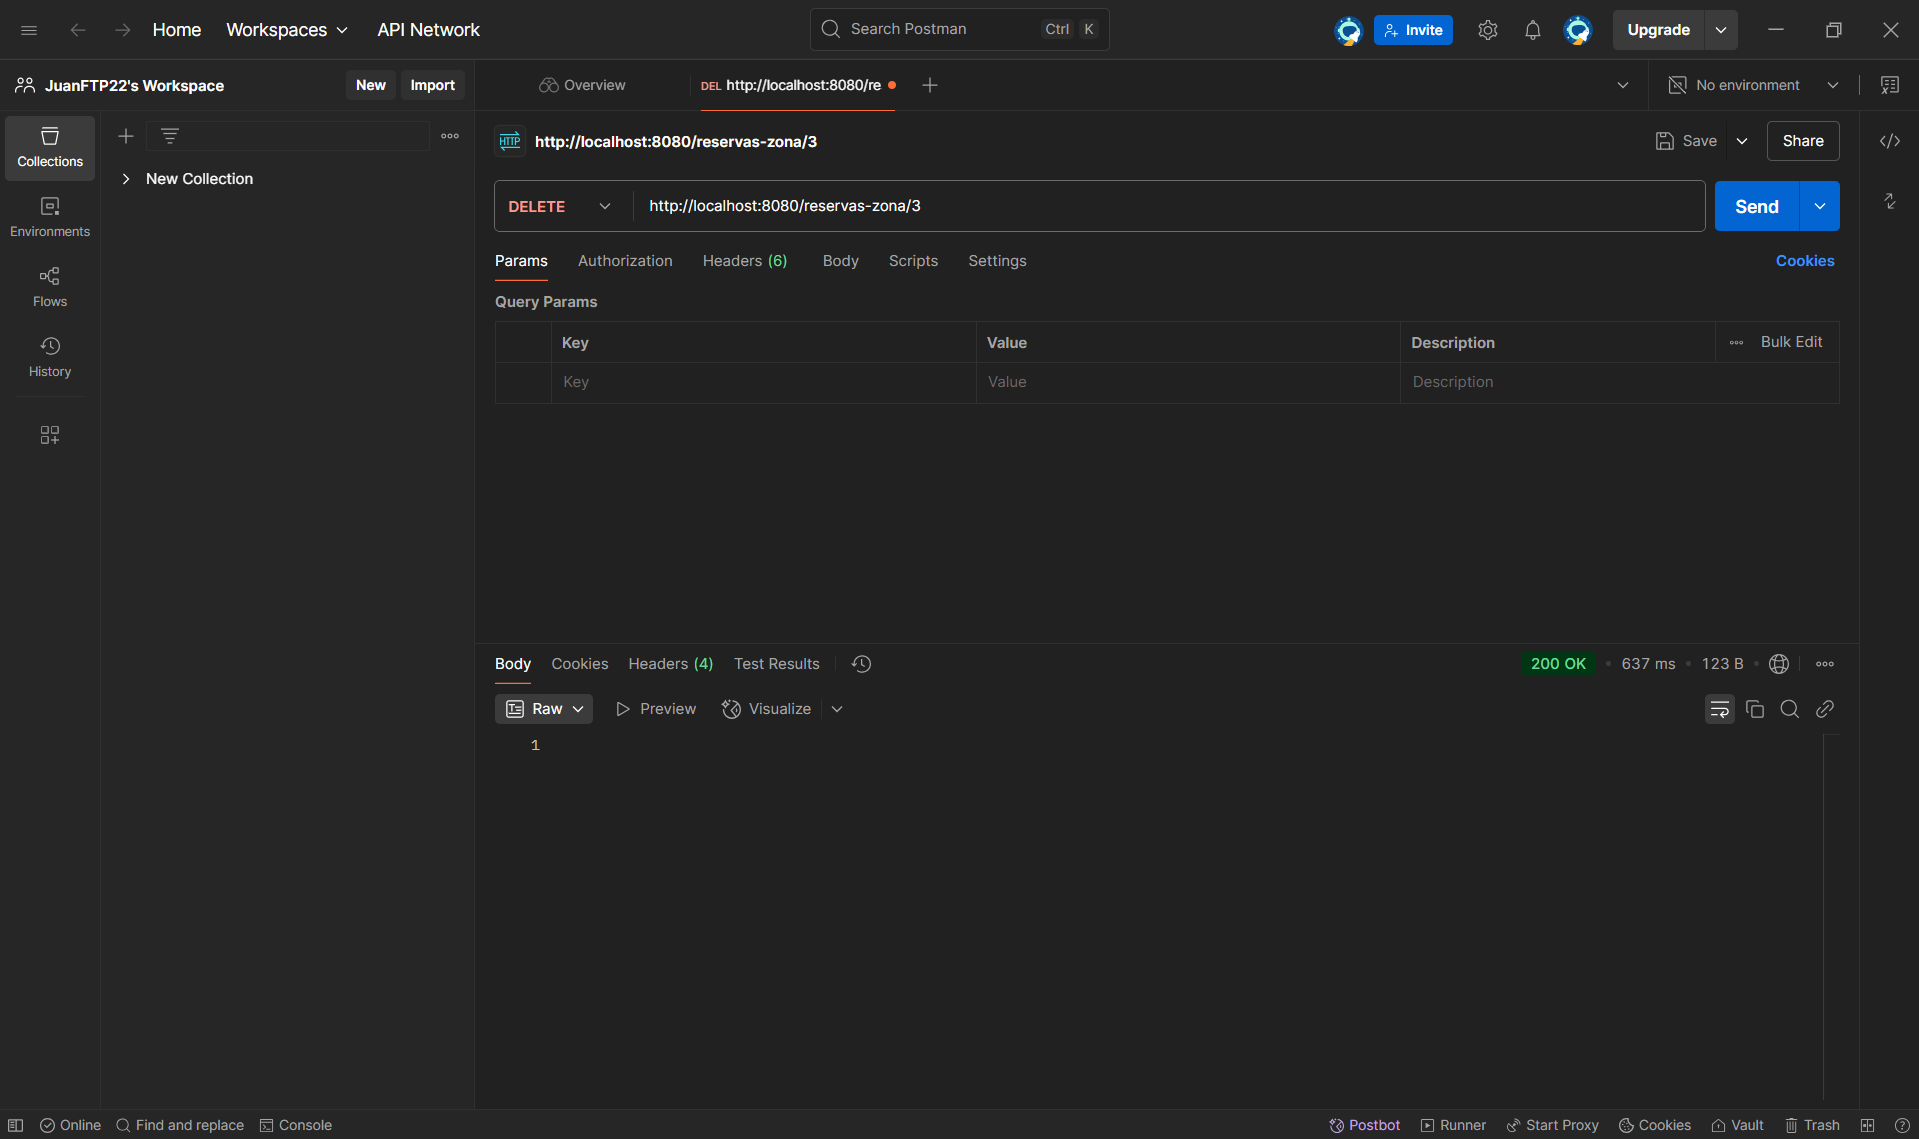 Home Workspaces API Network Search Postman Ctrl K Invite Upgrade
JuanFTP22's Workspace New Import Overview DEL http://localhost:8080/re No environment
Collections
HTTP http://localhost:8080/reservas-zona/3 Save Share
New Collection
DELETE http://localhost:8080/reservas-zona/3 Send
Environments
Params Authorization Headers (6) Body Scripts Settings Cookies
Flows
Query Params
Key Value Description Bulk Edit
History
Key Value Description
Body Cookies Headers (4) Test Results 200 OK 637 ms 123 B
Raw Preview Visualize
1
Online Find and replace Console Postbot Runner Start Proxy Cookies Vault Trash